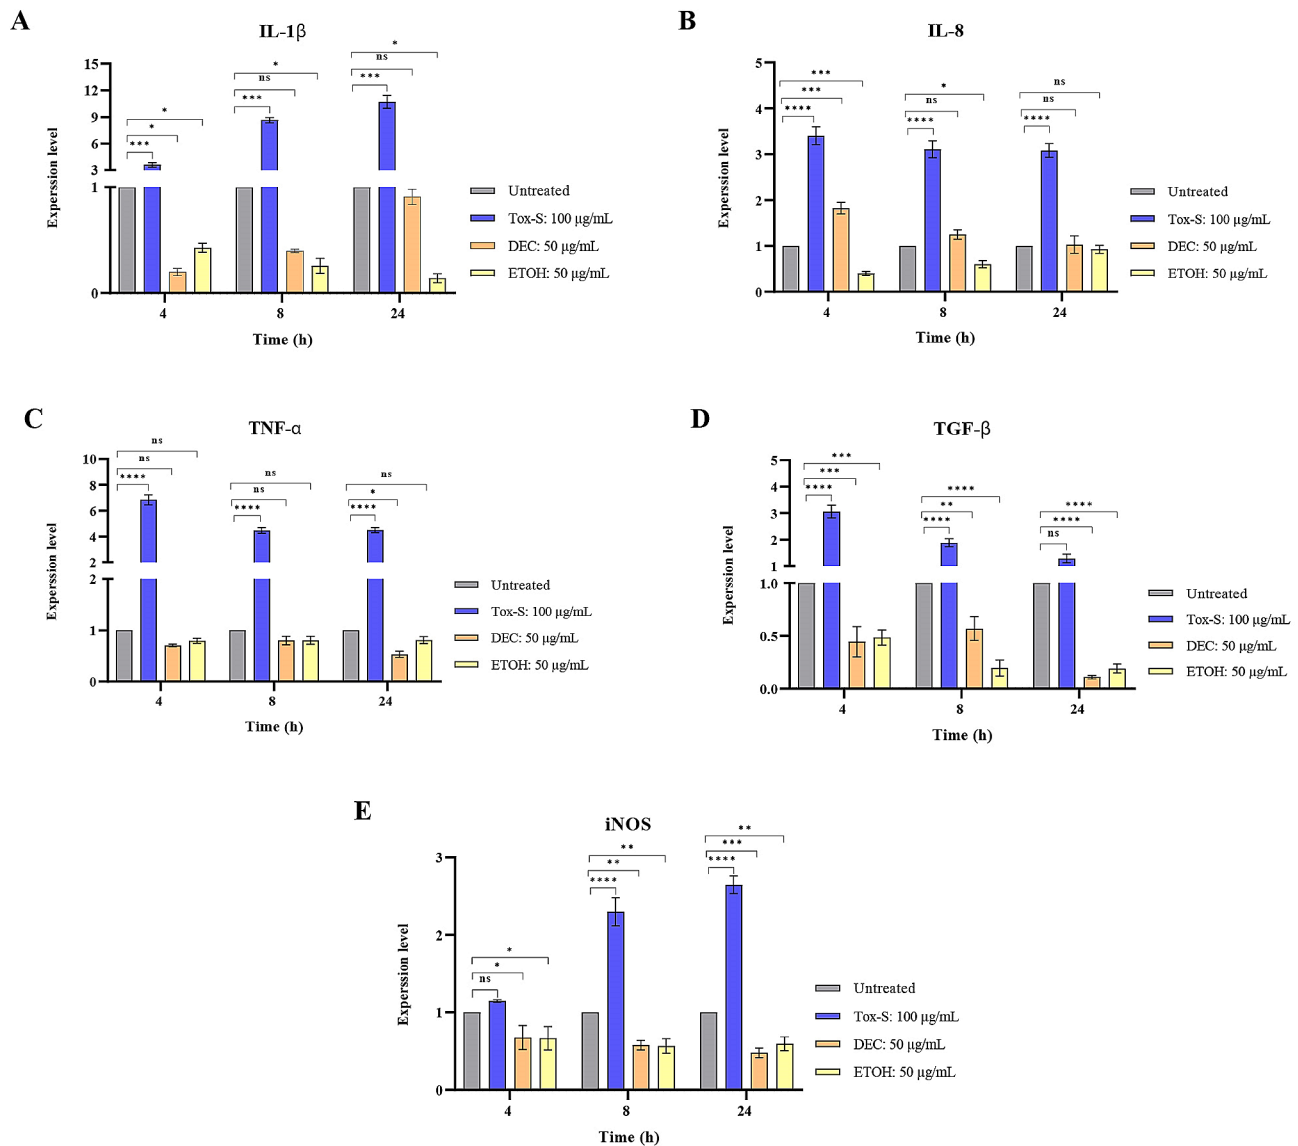 A
IL-1β
Experssion level
15
12
9
6
3
1
0
***
*
*
***
ns
*
***
ns
*
4
8
24
Time (h)
Untreated
Tox-S: 100 µg/mL
DEC: 50 µg/mL
ETOH: 50 µg/mL
B
IL-8
Experssion level
5
4
3
2
1
0
****
***
***
****
ns
*
****
ns
ns
4
8
24
Time (h)
Untreated
Tox-S: 100 µg/mL
DEC: 50 µg/mL
ETOH: 50 µg/mL
C
TNF-α
Experssion level
10
8
6
4
2
2
1
0
****
ns
ns
****
ns
ns
****
*
ns
4
8
24
Time (h)
Untreated
Tox-S: 100 µg/mL
DEC: 50 µg/mL
ETOH: 50 µg/mL
D
TGF-β
Experssion level
5
4
3
2
1
1.0
0.5
0.0
****
***
***
****
**
****
ns
****
****
4
8
24
Time (h)
Untreated
Tox-S: 100 µg/mL
DEC: 50 µg/mL
ETOH: 50 µg/mL
E
iNOS
Experssion level
3
2
1
0
ns
*
*
****
**
**
****
***
**
4
8
24
Time (h)
Untreated
Tox-S: 100 µg/mL
DEC: 50 µg/mL
ETOH: 50 µg/mL